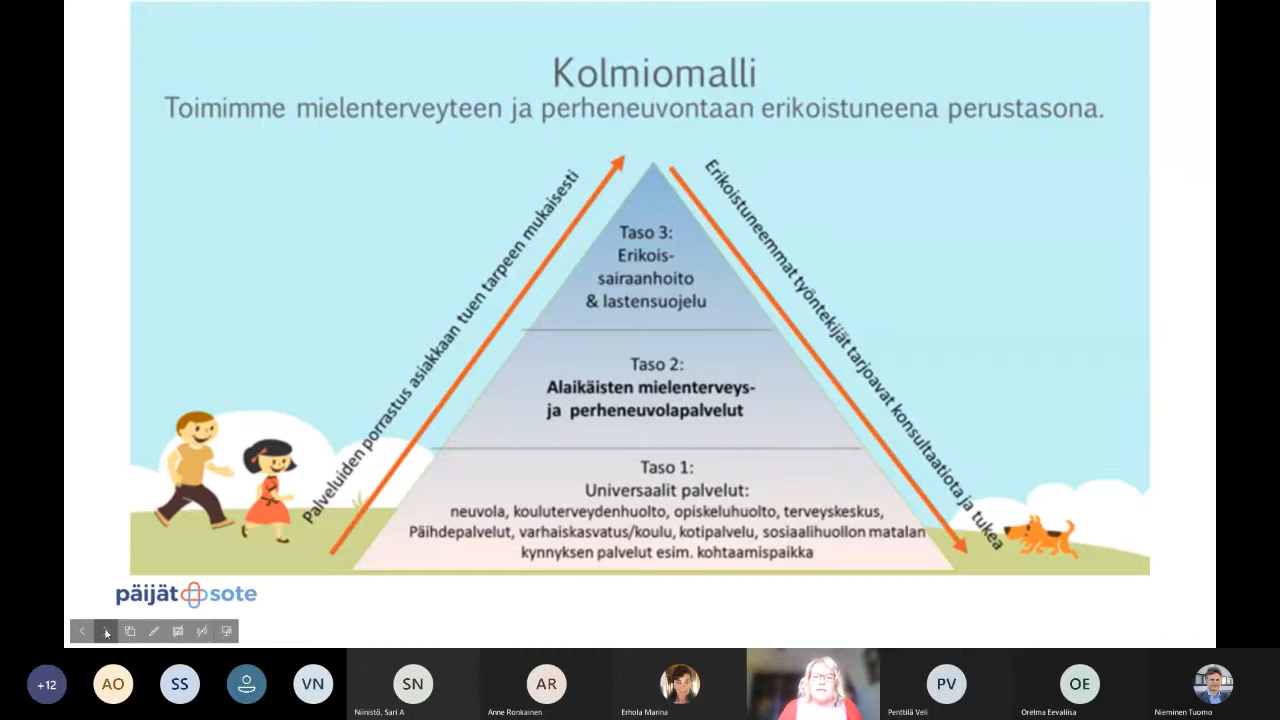 Kolmiomalli
Toimimme mielenterveyteen ja perheneuvontaan erikoistuneena perustasona.
Palveluiden porrastus asiakkaan tuen tarpeen mukaisesti
Erikoistuneemmat työntekijät tarjoavat konsultaatiota ja tukea
Taso 3:
Erikois-
sairaanhoito
& lastensuojelu
Taso 2:
Alaikäisten mielenterveys-
ja perheneuvolapalvelut
Taso 1:
Universaalit palvelut:
neuvola, kouluterveydenhuolto, opiskeluhuolto, terveyskeskus,
Päihdepalvelut, varhaiskasvatus/koulu, kotipalvelu, sosiaalihuollon matalan
kynnyksen palvelut esim. kohtaamispaikka
päijät sote
+12
AO
SS
VN
SN
AR
PV
OE
Niinistö, Sari A
Anne Ronkainen
Erhola Marina
Penttilä Veli
Orelma Eevaliisa
Nieminen Tuomo